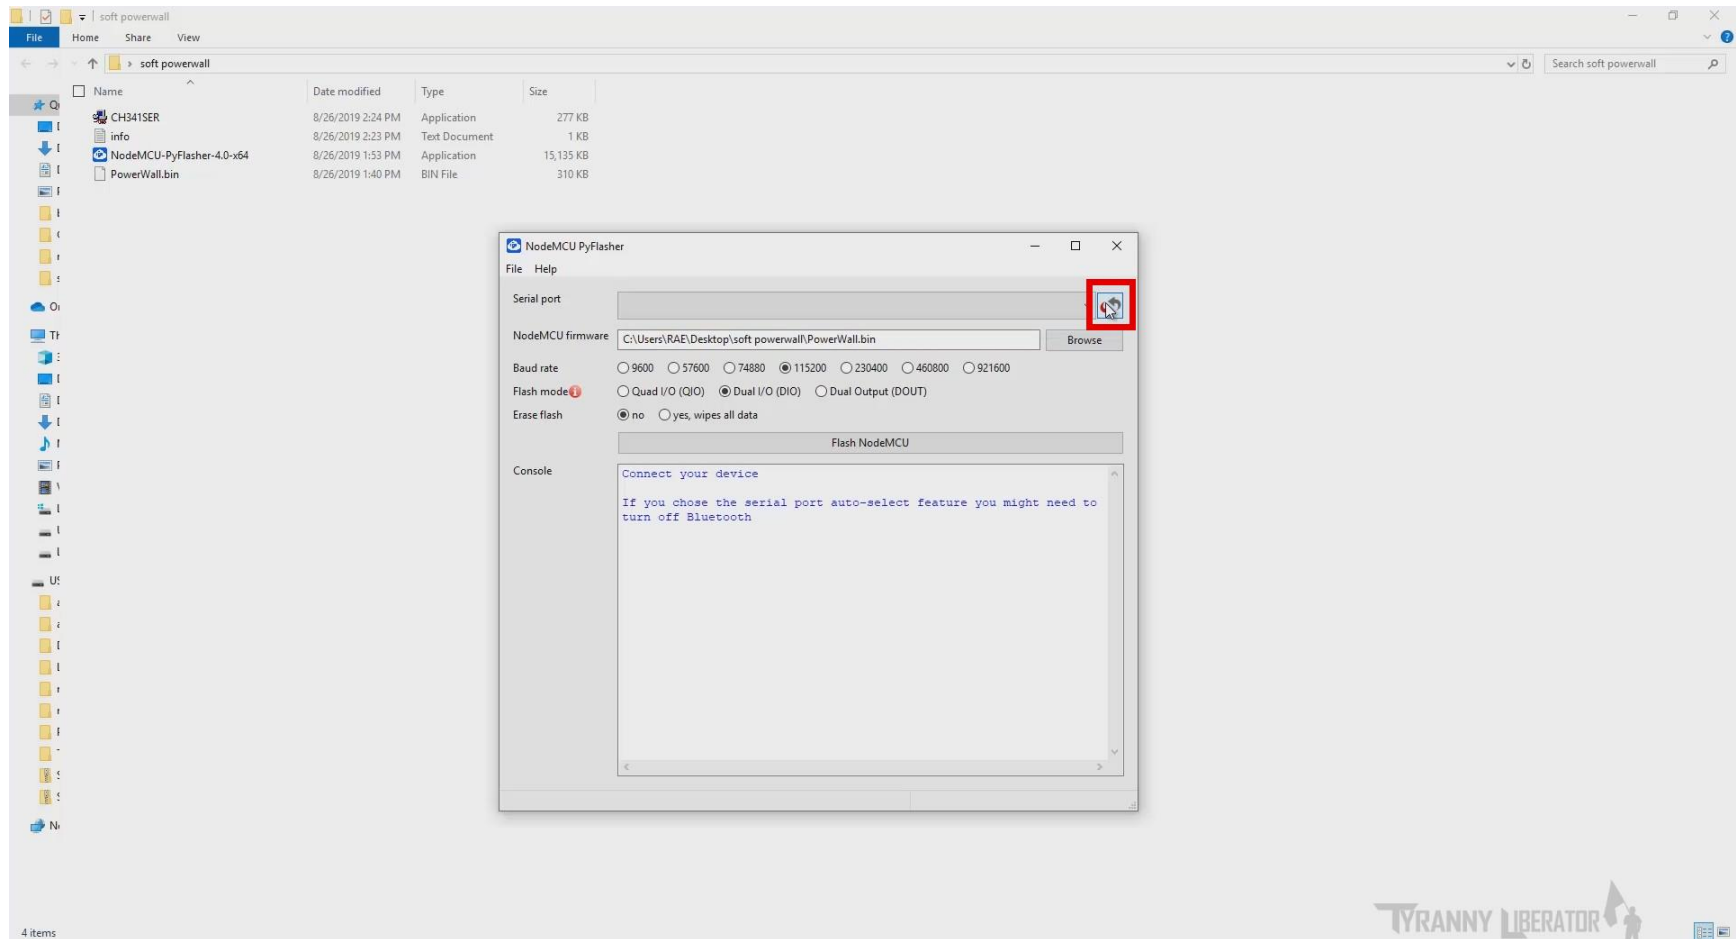 soft powerwall
File Home Share View
soft powerwall
Search soft powerwall
Name Date modified Type Size
CH341SER 8/26/2019 2:24 PM Application 277 KB
info 8/26/2019 2:23 PM Text Document 1 KB
NodeMCU-PyFlasher-4.0-x64 8/26/2019 1:53 PM Application 15,135 KB
PowerWall.bin 8/26/2019 1:40 PM BIN File 310 KB
NodeMCU PyFlasher
File Help
Serial port
NodeMCU firmware C:\Users\RAE\Desktop\soft powerwall\PowerWall.bin Browse
Baud rate 9600 57600 74880 115200 230400 460800 921600
Flash mode Quad I/O (QIO) Dual I/O (DIO) Dual Output (DOUT)
Erase flash no yes, wipes all data
Flash NodeMCU
Console
Connect your device
If you chose the serial port auto-select feature you might need to
turn off Bluetooth
TYRANNY LIBERATOR
4 items